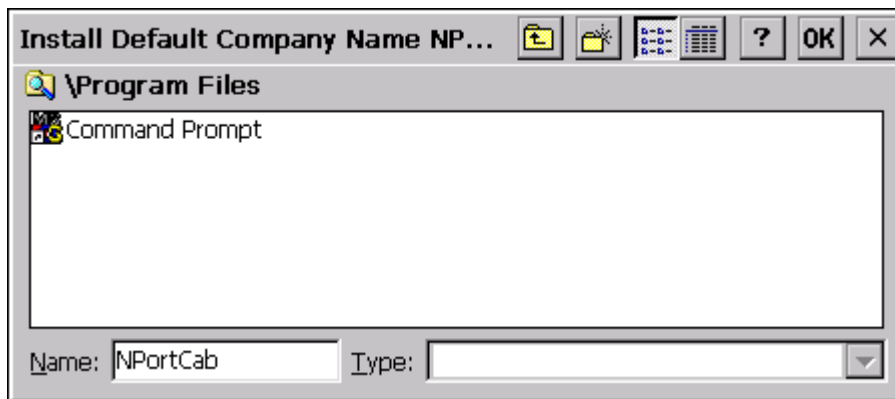 Install Default Company Name NP... ? OK ×
\Program Files
Command Prompt
Name: NPortCab Type: